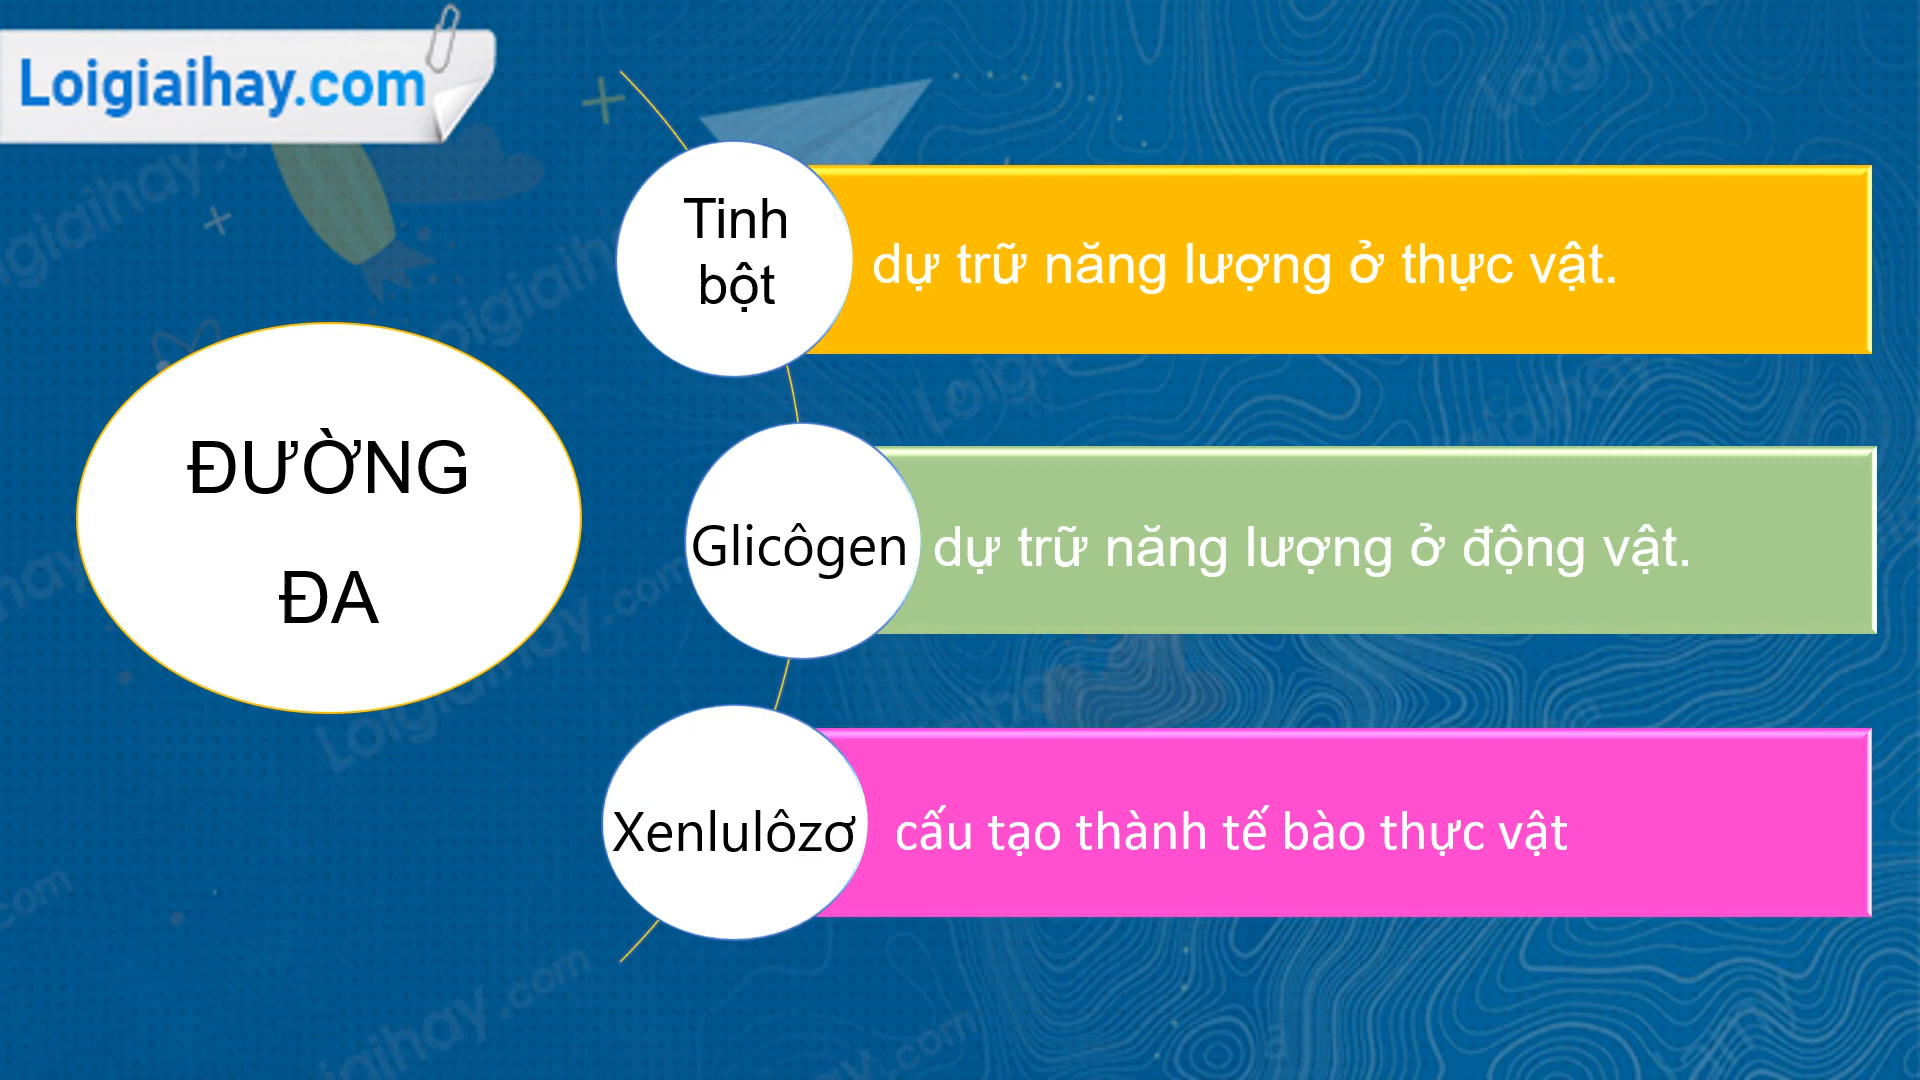 Loigiaihay.com
ĐƯỜNG
ĐA
Tinh
bột
dự trữ năng lượng ở thực vật.
Glicôgen
dự trữ năng lượng ở động vật.
Xenlulôzơ
cấu tạo thành tế bào thực vật